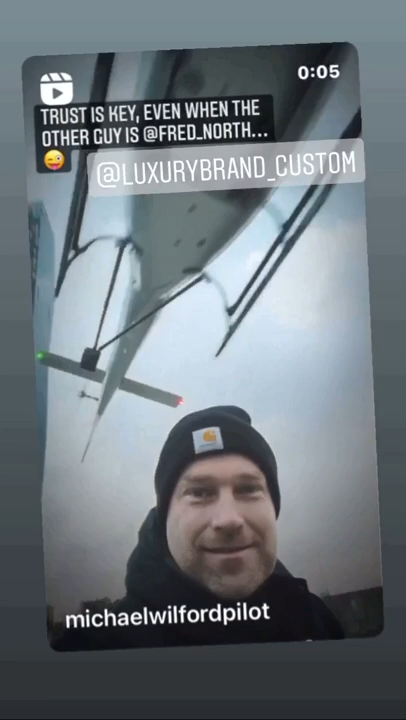 0:05
TRUST IS KEY, EVEN WHEN THE
OTHER GUY IS @FRED_NORTH...
@LUXURYBRAND_CUSTOM
michaelwilfordpilot